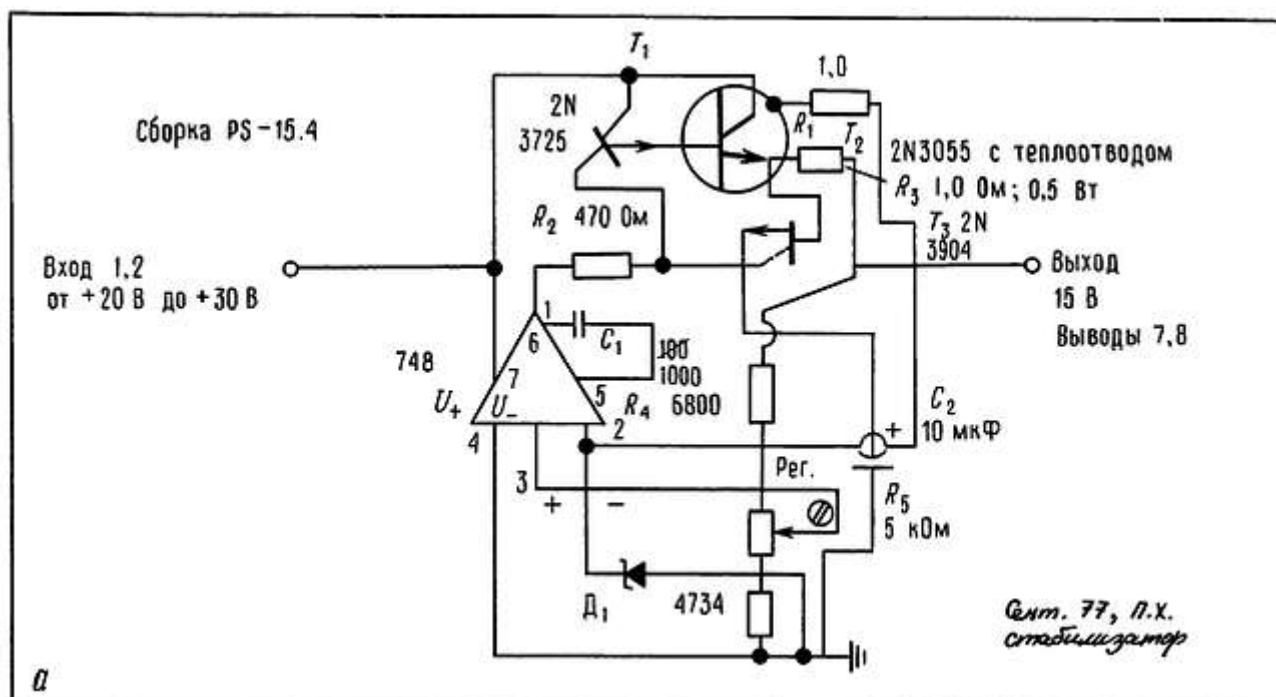 T₁
1,0
2N
3725
Сборка PS-15.4
R₁
T₂
2N3055 с теплоотводом
R₃ 1,0 Ом; 0,5 Вт
R₂ 470 Ом
T₃ 2N
3904
Вход 1,2
от +20 В до +30 В
Выход
15 В
Выводы 7,8
1
6
C₁
100
1000
748
7
5
R₄ 6800
U₊ U₋
4
2
C₂
+
10 мкФ
Рег.
3
+ −
R₅
5 кОм
Д₁
4734
Сент. 77, П.Х.
стабилизатор
а